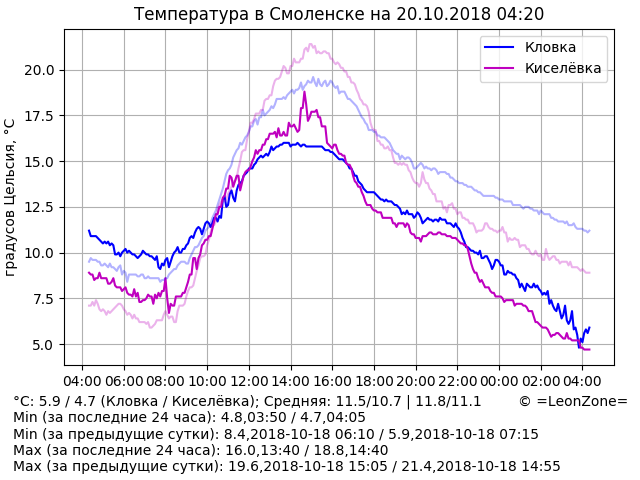 Температура в Смоленске на 20.10.2018 04:20
Кловка
Киселёвка
градусов Цельсия, °C
20.0
17.5
15.0
12.5
10.0
7.5
5.0
04:00 06:00 08:00 10:00 12:00 14:00 16:00 18:00 20:00 22:00 00:00 02:00 04:00
°C: 5.9 / 4.7 (Кловка / Киселёвка); Средняя: 11.5/10.7 | 11.8/11.1 © =LeonZone=
Min (за последние 24 часа): 4.8,03:50 / 4.7,04:05
Min (за предыдущие сутки): 8.4,2018-10-18 06:10 / 5.9,2018-10-18 07:15
Max (за последние 24 часа): 16.0,13:40 / 18.8,14:40
Max (за предыдущие сутки): 19.6,2018-10-18 15:05 / 21.4,2018-10-18 14:55